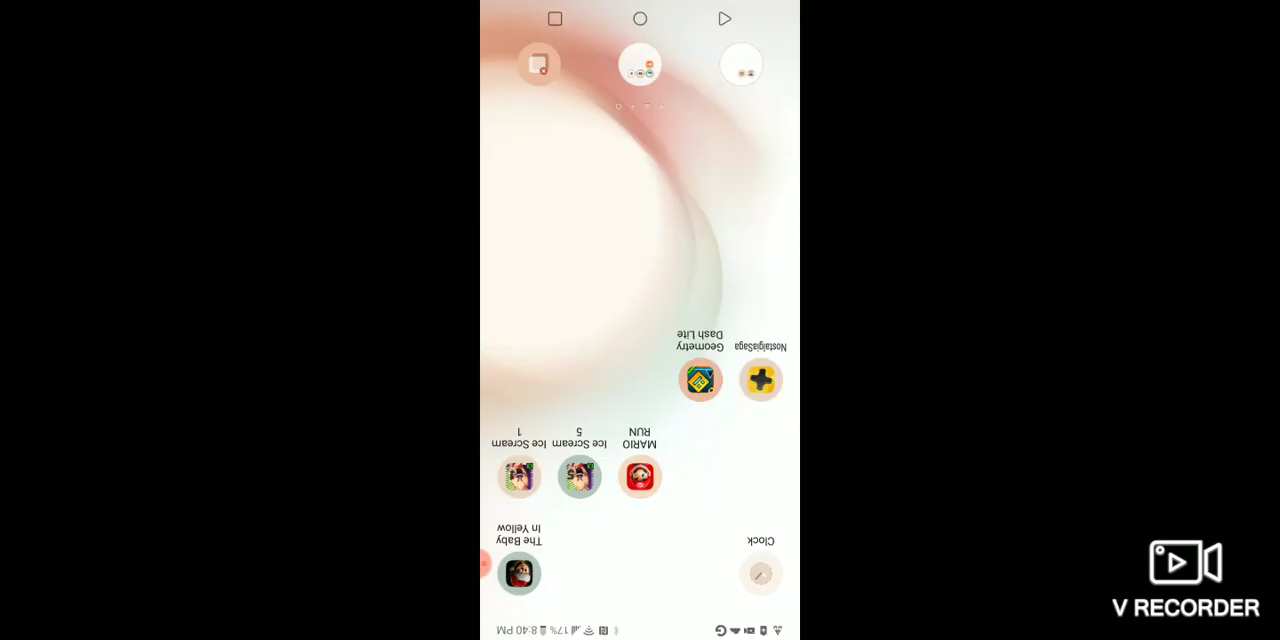 17% 8:40 PM
Clock
The Baby
In Yellow
MARIO
RUN
Ice Scream
5
Ice Scream
1
NostalgiaSaga
Geometry
Dash Lite
V RECORDER